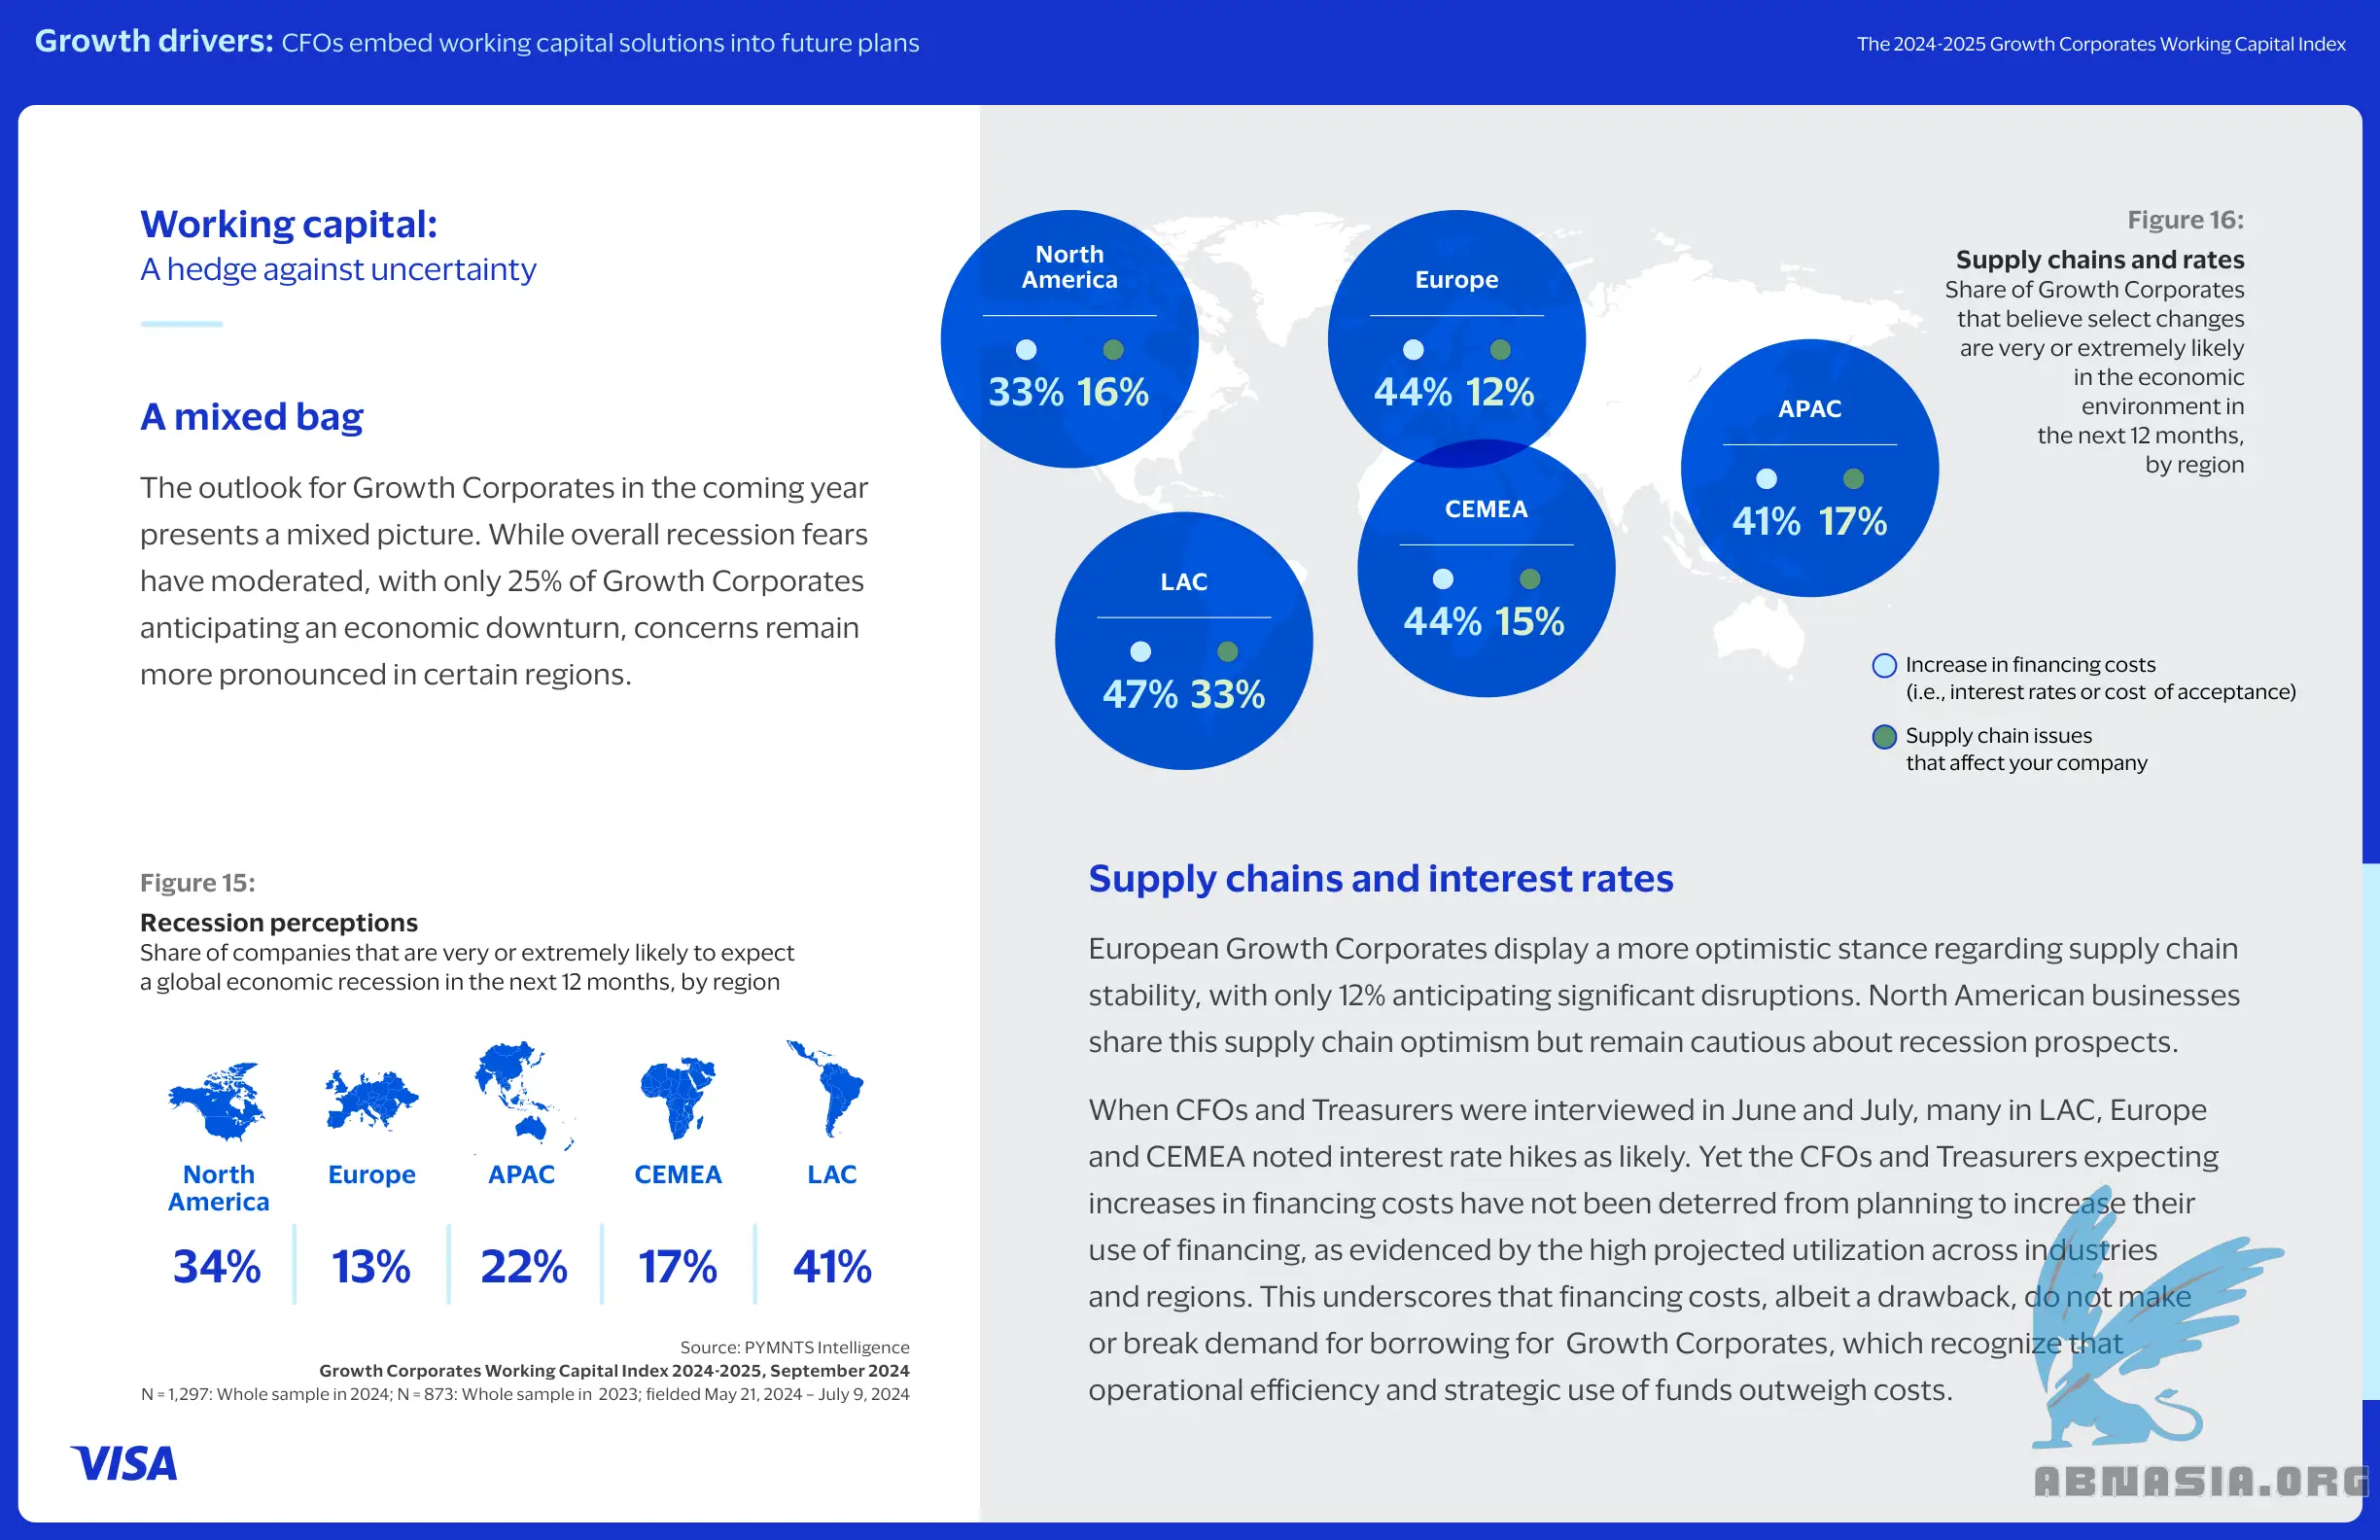 Growth drivers: CFOs embed working capital solutions into future plans
The 2024-2025 Growth Corporates Working Capital Index
Working capital:
A hedge against uncertainty
A mixed bag
The outlook for Growth Corporates in the coming year
presents a mixed picture. While overall recession fears
have moderated, with only 25% of Growth Corporates
anticipating an economic downturn, concerns remain
more pronounced in certain regions.
Figure 15:
Recession perceptions
Share of companies that are very or extremely likely to expect
a global economic recession in the next 12 months, by region
North
America
Europe
APAC
CEMEA
LAC
34%
13%
22%
17%
41%
Source: PYMNTS Intelligence
Growth Corporates Working Capital Index 2024-2025, September 2024
N = 1,297: Whole sample in 2024; N = 873: Whole sample in 2023; fielded May 21, 2024 – July 9, 2024
VISA
North
America
33% 16%
Europe
44% 12%
APAC
41% 17%
CEMEA
44% 15%
LAC
47% 33%
Figure 16:
Supply chains and rates
Share of Growth Corporates
that believe select changes
are very or extremely likely
in the economic
environment in
the next 12 months,
by region
Increase in financing costs
(i.e., interest rates or cost of acceptance)
Supply chain issues
that affect your company
Supply chains and interest rates
European Growth Corporates display a more optimistic stance regarding supply chain
stability, with only 12% anticipating significant disruptions. North American businesses
share this supply chain optimism but remain cautious about recession prospects.
When CFOs and Treasurers were interviewed in June and July, many in LAC, Europe
and CEMEA noted interest rate hikes as likely. Yet the CFOs and Treasurers expecting
increases in financing costs have not been deterred from planning to increase their
use of financing, as evidenced by the high projected utilization across industries
and regions. This underscores that financing costs, albeit a drawback, do not make
or break demand for borrowing for Growth Corporates, which recognize that
operational efficiency and strategic use of funds outweigh costs.
ABNASIA.ORG